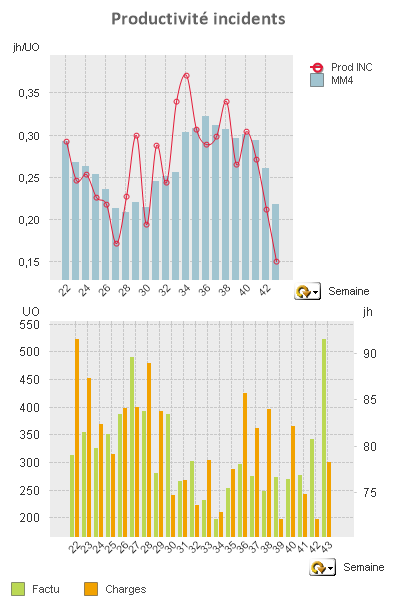 Productivité incidents
jh/UO
Prod INC
MM4
0,35
0,30
0,25
0,20
0,15
22 24 26 28 30 32 34 36 38 40 42
Semaine
UO jh
550
500
450
400
350
300
250
200
90
85
80
75
22 23 24 25 26 27 28 29 30 31 32 33 34 35 36 37 38 39 40 41 42 43
Semaine
Factu Charges